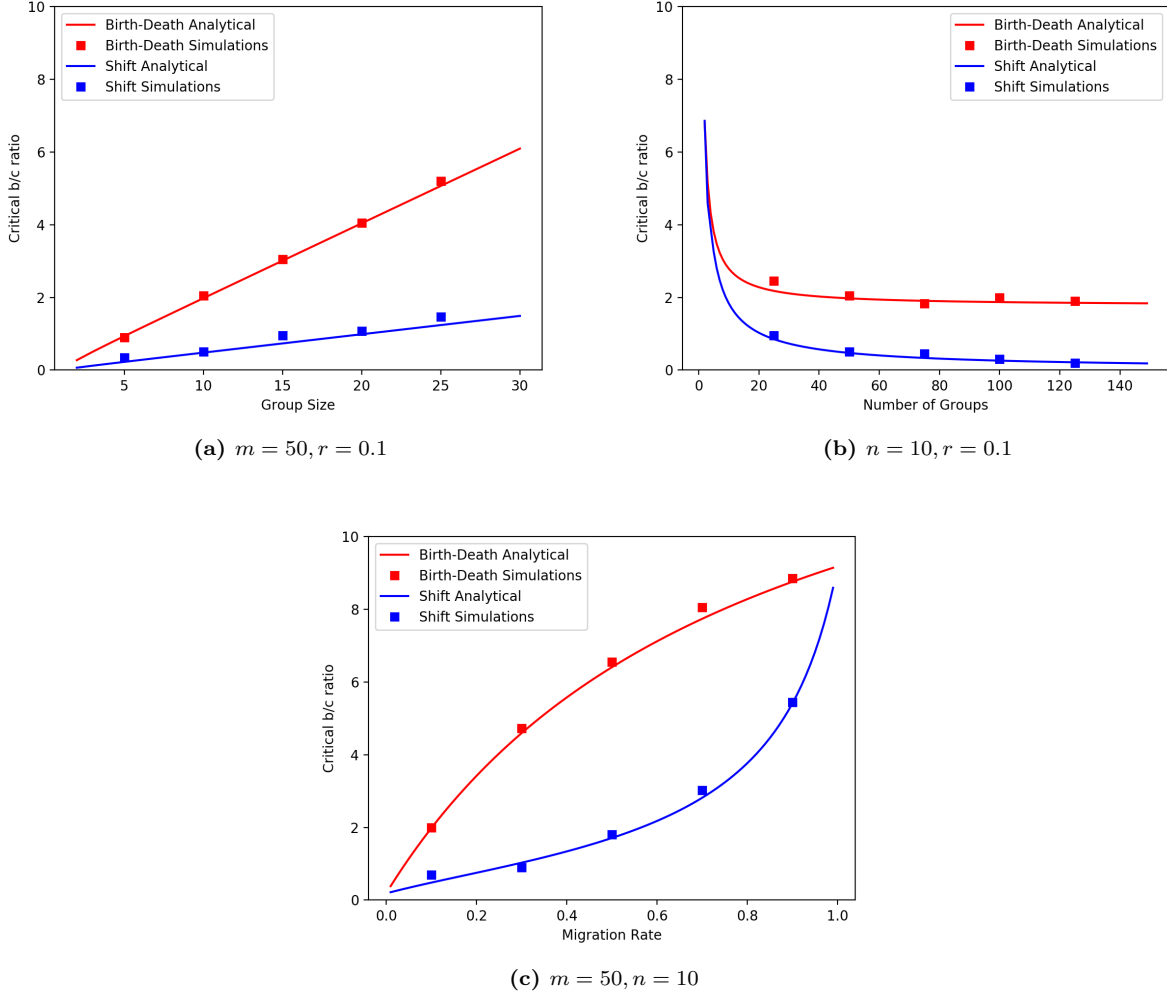 10
8
6
4
2
0
Critical b/c ratio
Birth-Death Analytical
Birth-Death Simulations
Shift Analytical
Shift Simulations
5 10 15 20 25 30
Group Size
(a) m = 50, r = 0.1
10
8
6
4
2
0
Critical b/c ratio
Birth-Death Analytical
Birth-Death Simulations
Shift Analytical
Shift Simulations
0 20 40 60 80 100 120 140
Number of Groups
(b) n = 10, r = 0.1
10
8
6
4
2
0
Critical b/c ratio
Birth-Death Analytical
Birth-Death Simulations
Shift Analytical
Shift Simulations
0.0 0.2 0.4 0.6 0.8 1.0
Migration Rate
(c) m = 50, n = 10